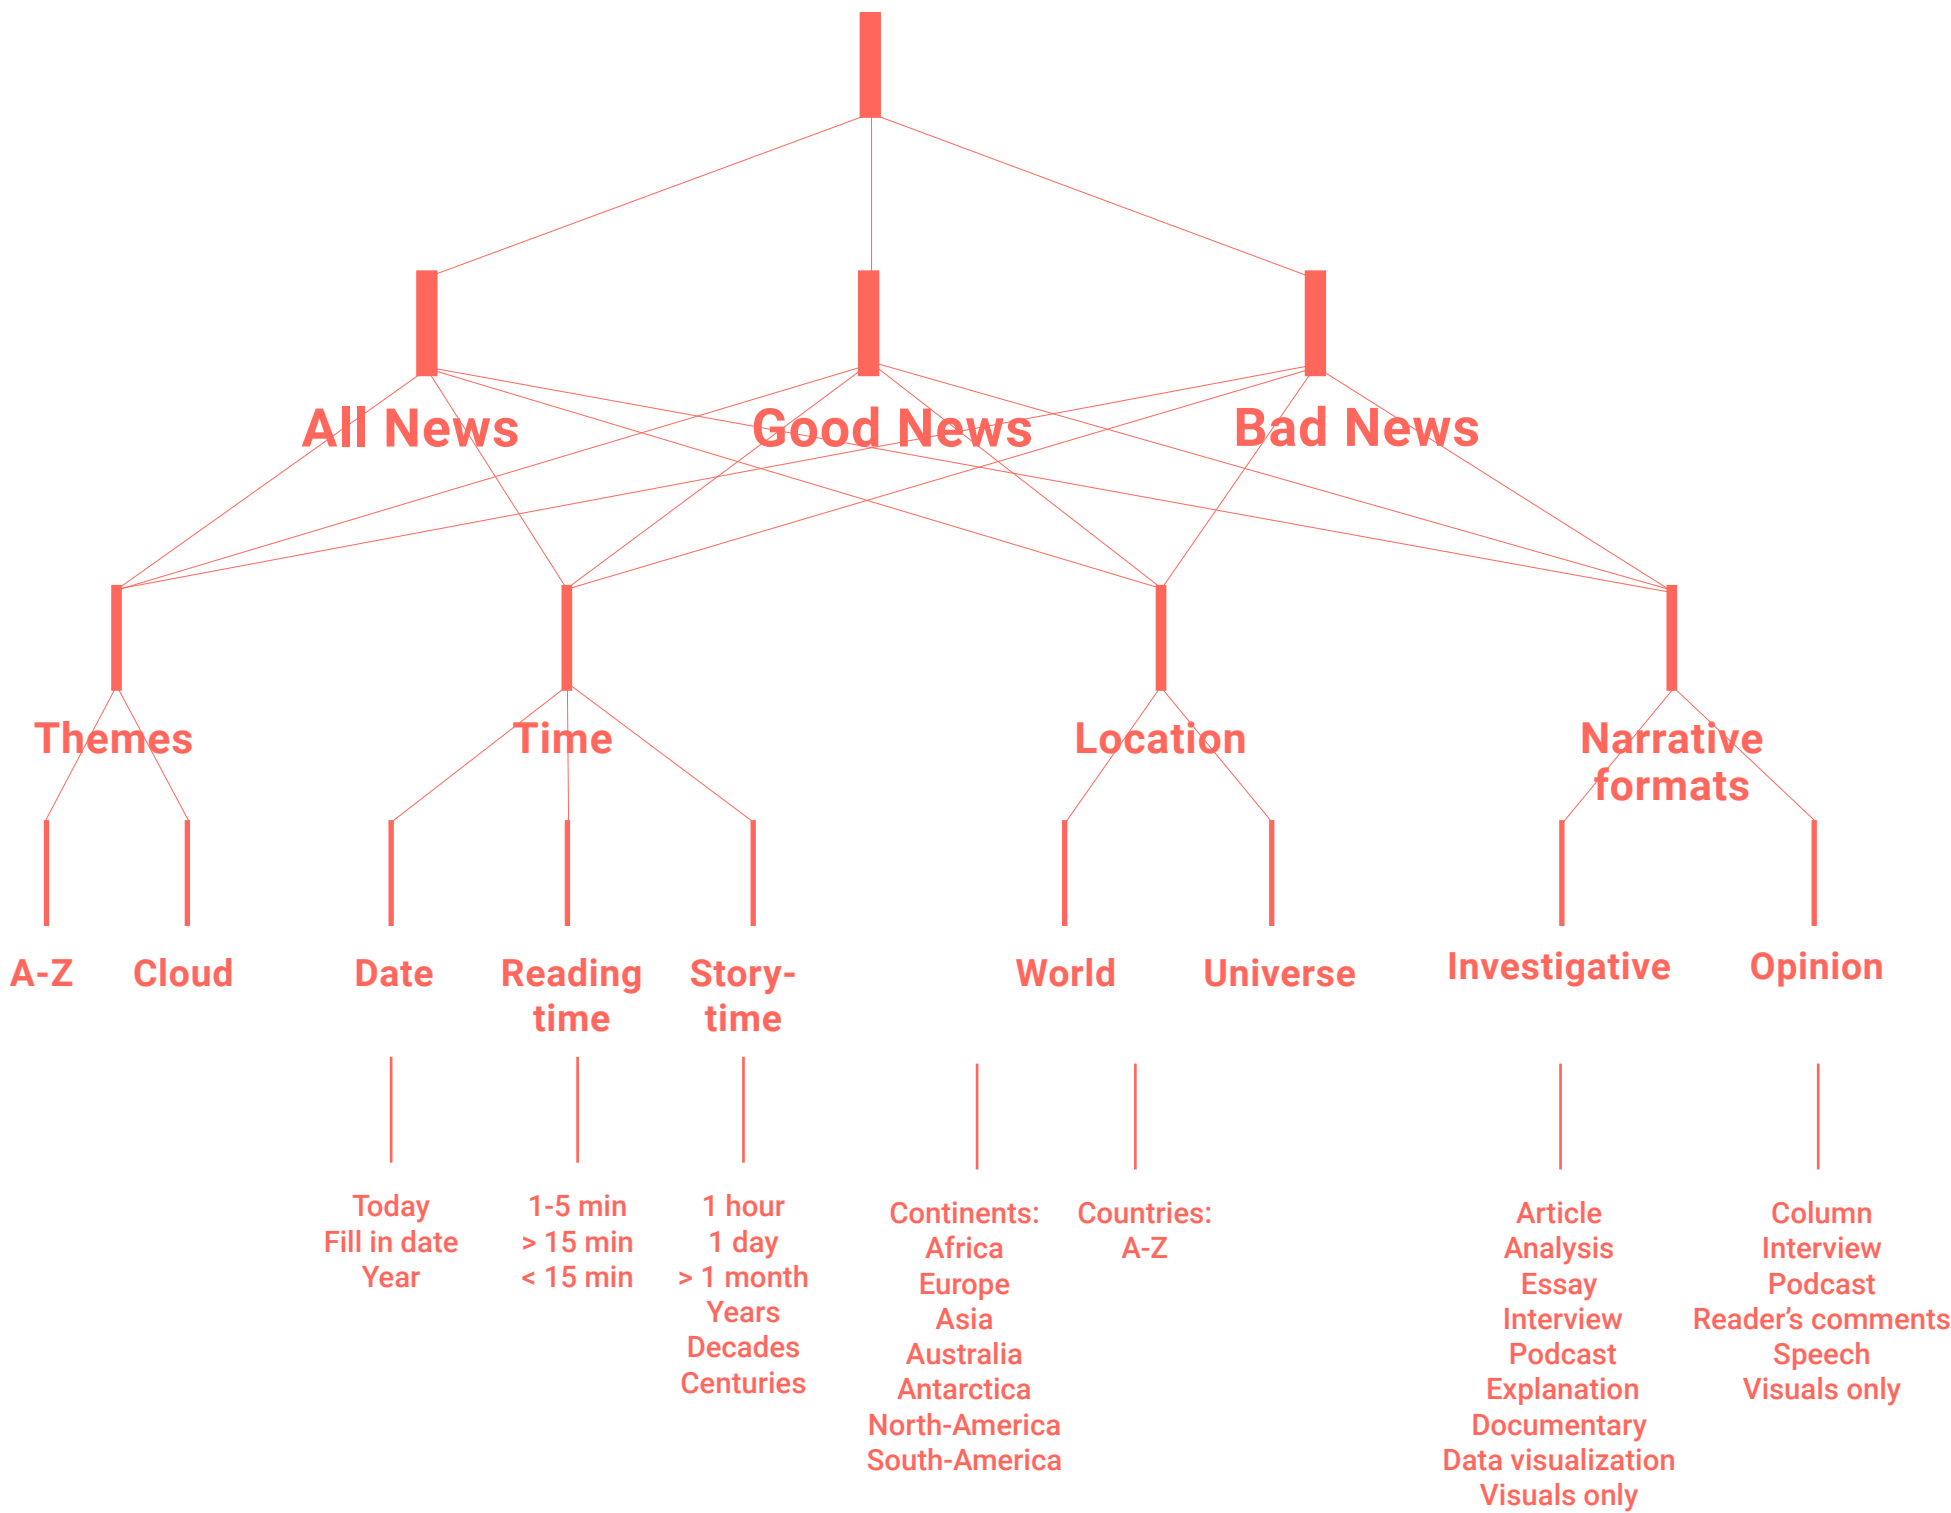 All News
Good News
Bad News
Themes
Time
Location
Narrative
formats
A-Z
Cloud
Date
Reading
time
Story-
time
World
Universe
Investigative
Opinion
Today
Fill in date
Year
1-5 min
> 15 min
< 15 min
1 hour
1 day
> 1 month
Years
Decades
Centuries
Continents:
Africa
Europe
Asia
Australia
Antarctica
North-America
South-America
Countries:
A-Z
Article
Analysis
Essay
Interview
Podcast
Explanation
Documentary
Data visualization
Visuals only
Column
Interview
Podcast
Reader’s comments
Speech
Visuals only